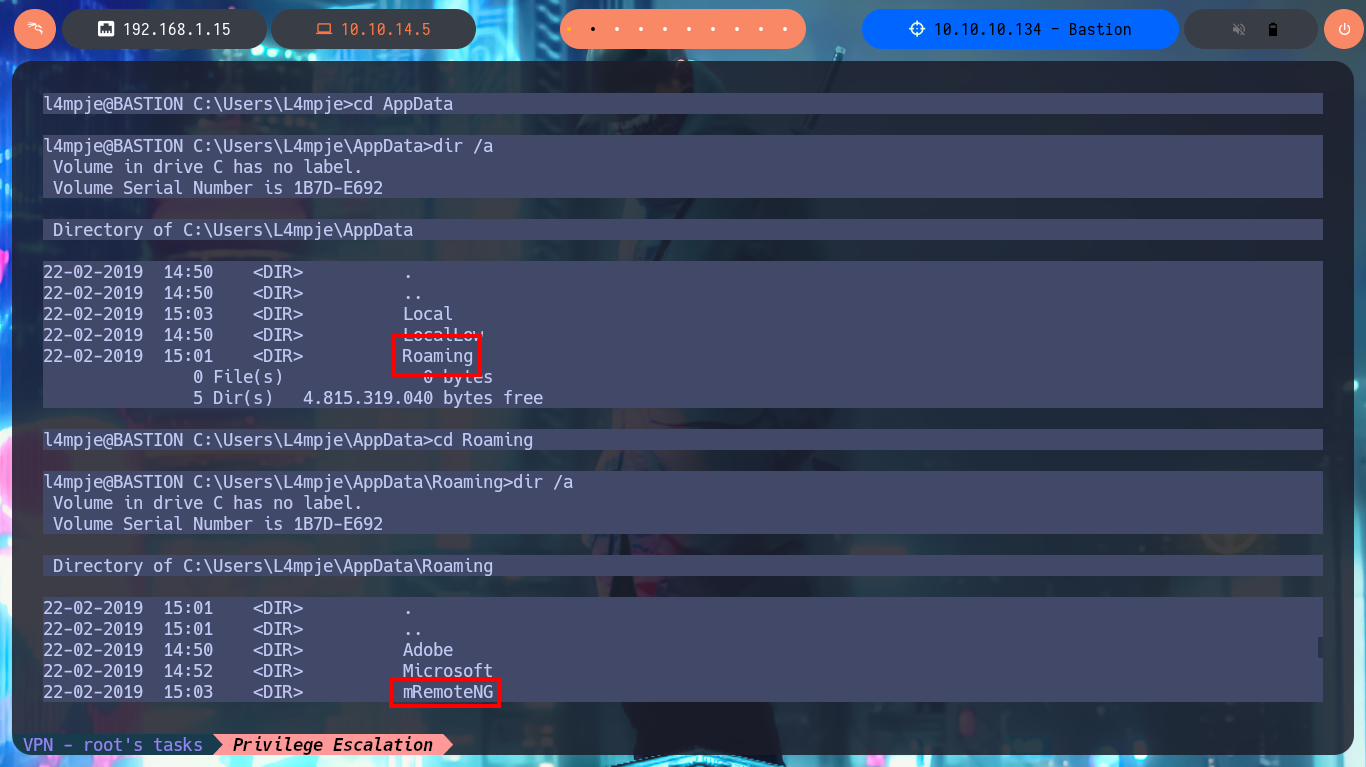 192.168.1.15 10.10.14.5 10.10.10.134 - Bastion
l4mpje@BASTION C:\Users\L4mpje>cd AppData
l4mpje@BASTION C:\Users\L4mpje\AppData>dir /a
Volume in drive C has no label.
Volume Serial Number is 1B7D-E692
Directory of C:\Users\L4mpje\AppData
22-02-2019  14:50    <DIR>          .
22-02-2019  14:50    <DIR>          ..
22-02-2019  15:03    <DIR>          Local
22-02-2019  14:50    <DIR>          LocalLow
22-02-2019  15:01    <DIR>          Roaming
0 File(s)              0 bytes
5 Dir(s)   4.815.319.040 bytes free
l4mpje@BASTION C:\Users\L4mpje\AppData>cd Roaming
l4mpje@BASTION C:\Users\L4mpje\AppData\Roaming>dir /a
Volume in drive C has no label.
Volume Serial Number is 1B7D-E692
Directory of C:\Users\L4mpje\AppData\Roaming
22-02-2019  15:01    <DIR>          .
22-02-2019  15:01    <DIR>          ..
22-02-2019  14:50    <DIR>          Adobe
22-02-2019  14:52    <DIR>          Microsoft
22-02-2019  15:03    <DIR>          mRemoteNG
VPN - root's tasks Privilege Escalation